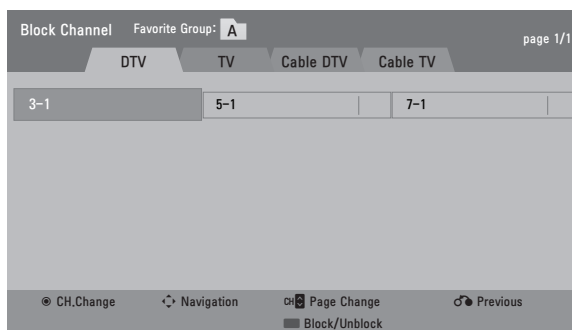 Block Channel Favorite Group: A
page 1/1
DTV TV Cable DTV Cable TV
3-1 5-1 7-1
CH.Change Navigation CH Page Change Previous
Block/Unblock